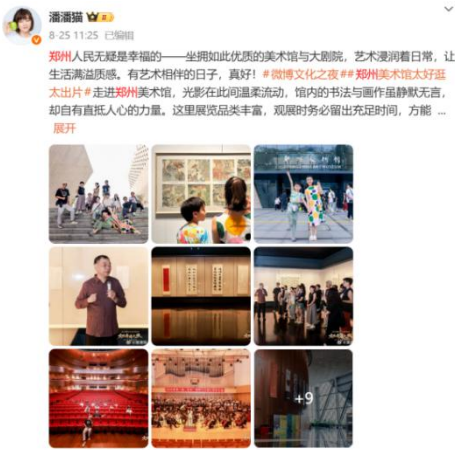 潘潘猫
8-25 11:25 已编辑
郑州人民无疑是幸福的——坐拥如此优质的美术馆与大剧院，艺术浸润着日常，让
生活满溢质感。有艺术相伴的日子，真好！#微博文化之夜##郑州美术馆太好逛
太出片#走进郑州美术馆，光影在此间温柔流动，馆内的书法与画作虽静默无言，
却自有直抵人心的力量。这里展览品类丰富，观展时务必留出充足时间，方能 ...
展开
+9